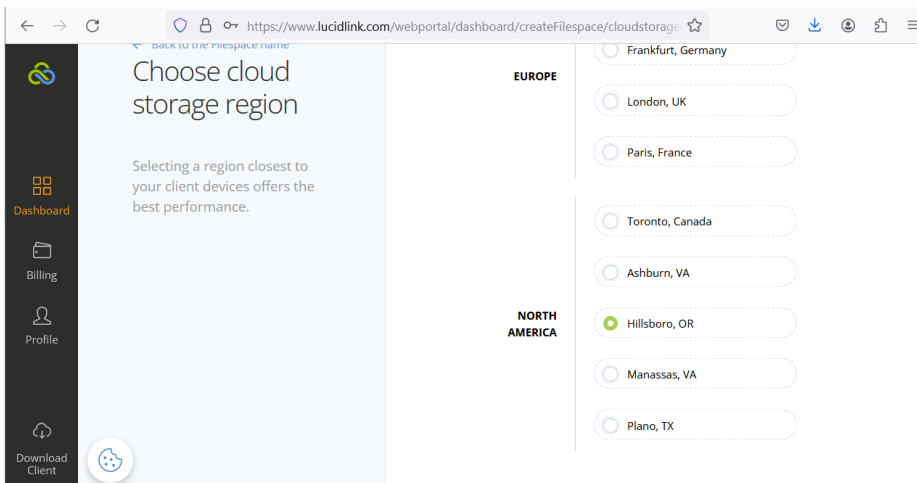 https://www.lucidlink.com/webportal/dashboard/createFilespace/cloudstorage
Back to the Filespace name
Choose cloud
storage region
Selecting a region closest to
your client devices offers the
best performance.
Dashboard
Billing
Profile
Download
Client
EUROPE
Frankfurt, Germany
London, UK
Paris, France
NORTH
AMERICA
Toronto, Canada
Ashburn, VA
Hillsboro, OR
Manassas, VA
Plano, TX